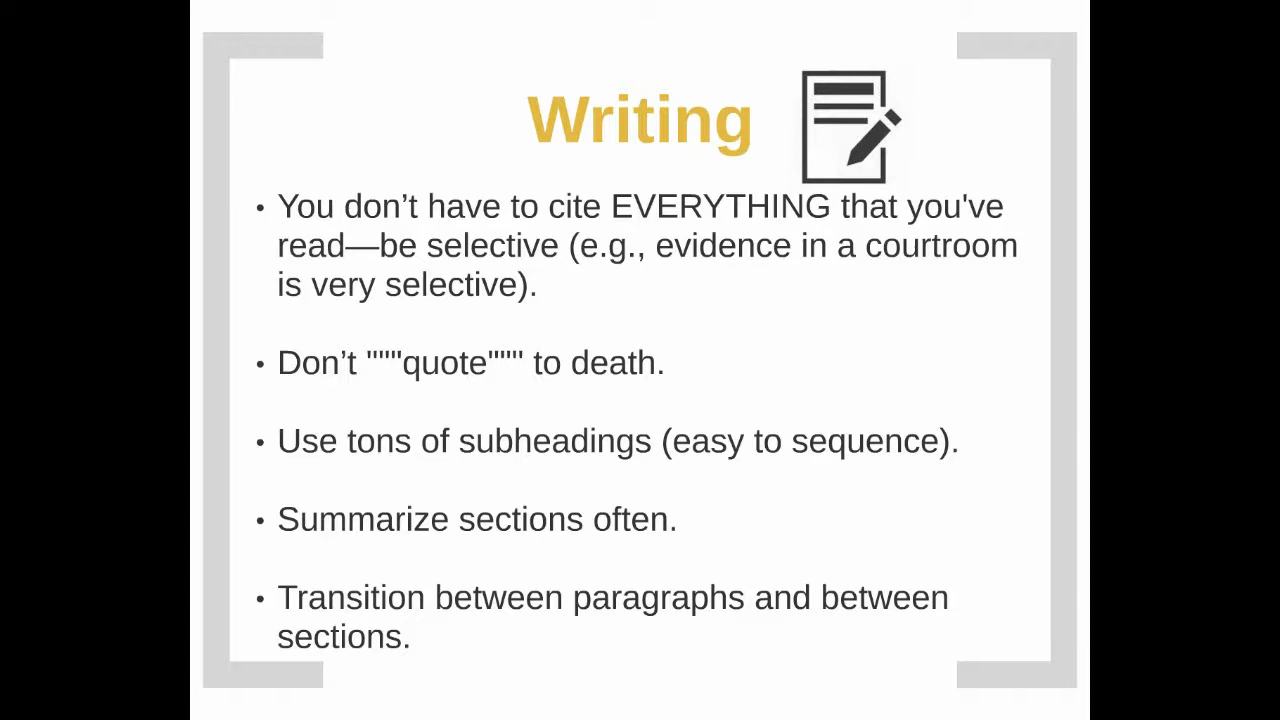 Writing
• You don’t have to cite EVERYTHING that you've
read—be selective (e.g., evidence in a courtroom
is very selective).
• Don’t """quote""" to death.
• Use tons of subheadings (easy to sequence).
• Summarize sections often.
• Transition between paragraphs and between
sections.